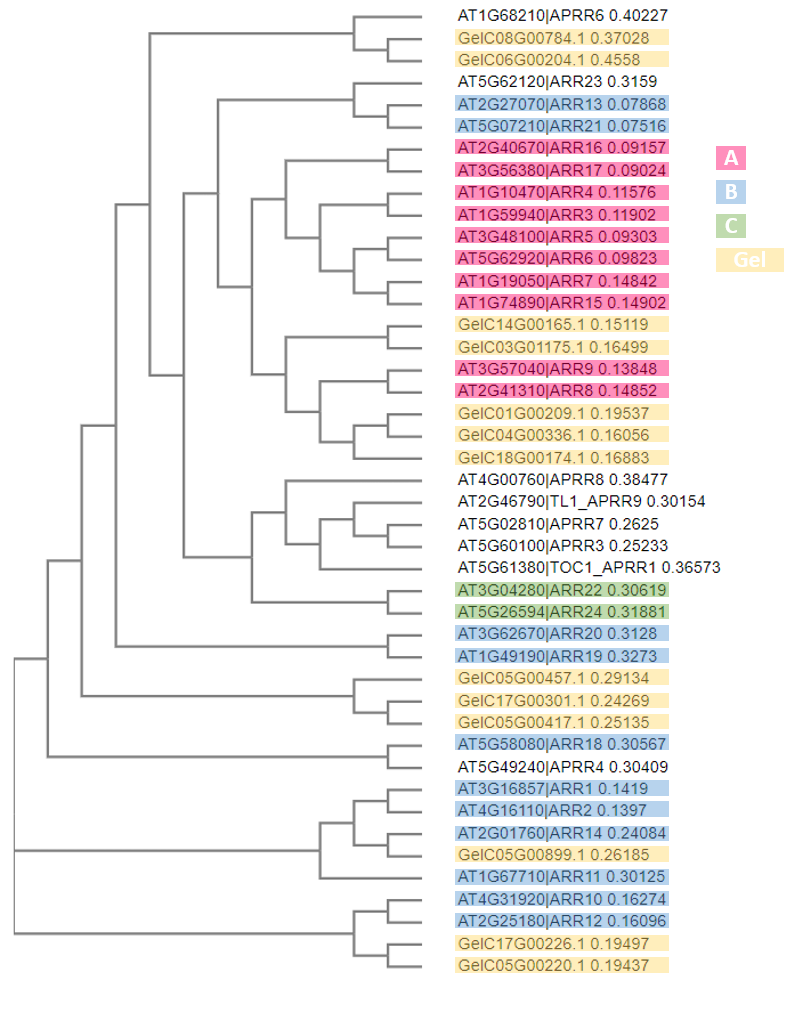 AT1G68210|APRR6 0.40227
GelC08G00784.1 0.37028
GelC06G00204.1 0.4558
AT5G62120|ARR23 0.3159
AT2G27070|ARR13 0.07868
AT5G07210|ARR21 0.07516
AT2G40670|ARR16 0.09157
A
AT3G56380|ARR17 0.09024
AT1G10470|ARR4 0.11576
B
AT1G59940|ARR3 0.11902
C
AT3G48100|ARR5 0.09303
AT5G62920|ARR6 0.09823
Gel
AT1G19050|ARR7 0.14842
AT1G74890|ARR15 0.14902
GelC14G00165.1 0.15119
GelC03G01175.1 0.16499
AT3G57040|ARR9 0.13848
AT2G41310|ARR8 0.14852
GelC01G00209.1 0.19537
GelC04G00336.1 0.16056
GelC18G00174.1 0.16883
AT4G00760|APRR8 0.38477
AT2G46790|TL1_APRR9 0.30154
AT5G02810|APRR7 0.2625
AT5G60100|APRR3 0.25233
AT5G61380|TOC1_APRR1 0.36573
AT3G04280|ARR22 0.30619
AT5G26594|ARR24 0.31881
AT3G62670|ARR20 0.3128
AT1G49190|ARR19 0.3273
GelC05G00457.1 0.29134
GelC17G00301.1 0.24269
GelC05G00417.1 0.25135
AT5G58080|ARR18 0.30567
AT5G49240|APRR4 0.30409
AT3G16857|ARR1 0.1419
AT4G16110|ARR2 0.1397
AT2G01760|ARR14 0.24084
GelC05G00899.1 0.26185
AT1G67710|ARR11 0.30125
AT4G31920|ARR10 0.16274
AT2G25180|ARR12 0.16096
GelC17G00226.1 0.19497
GelC05G00220.1 0.19437